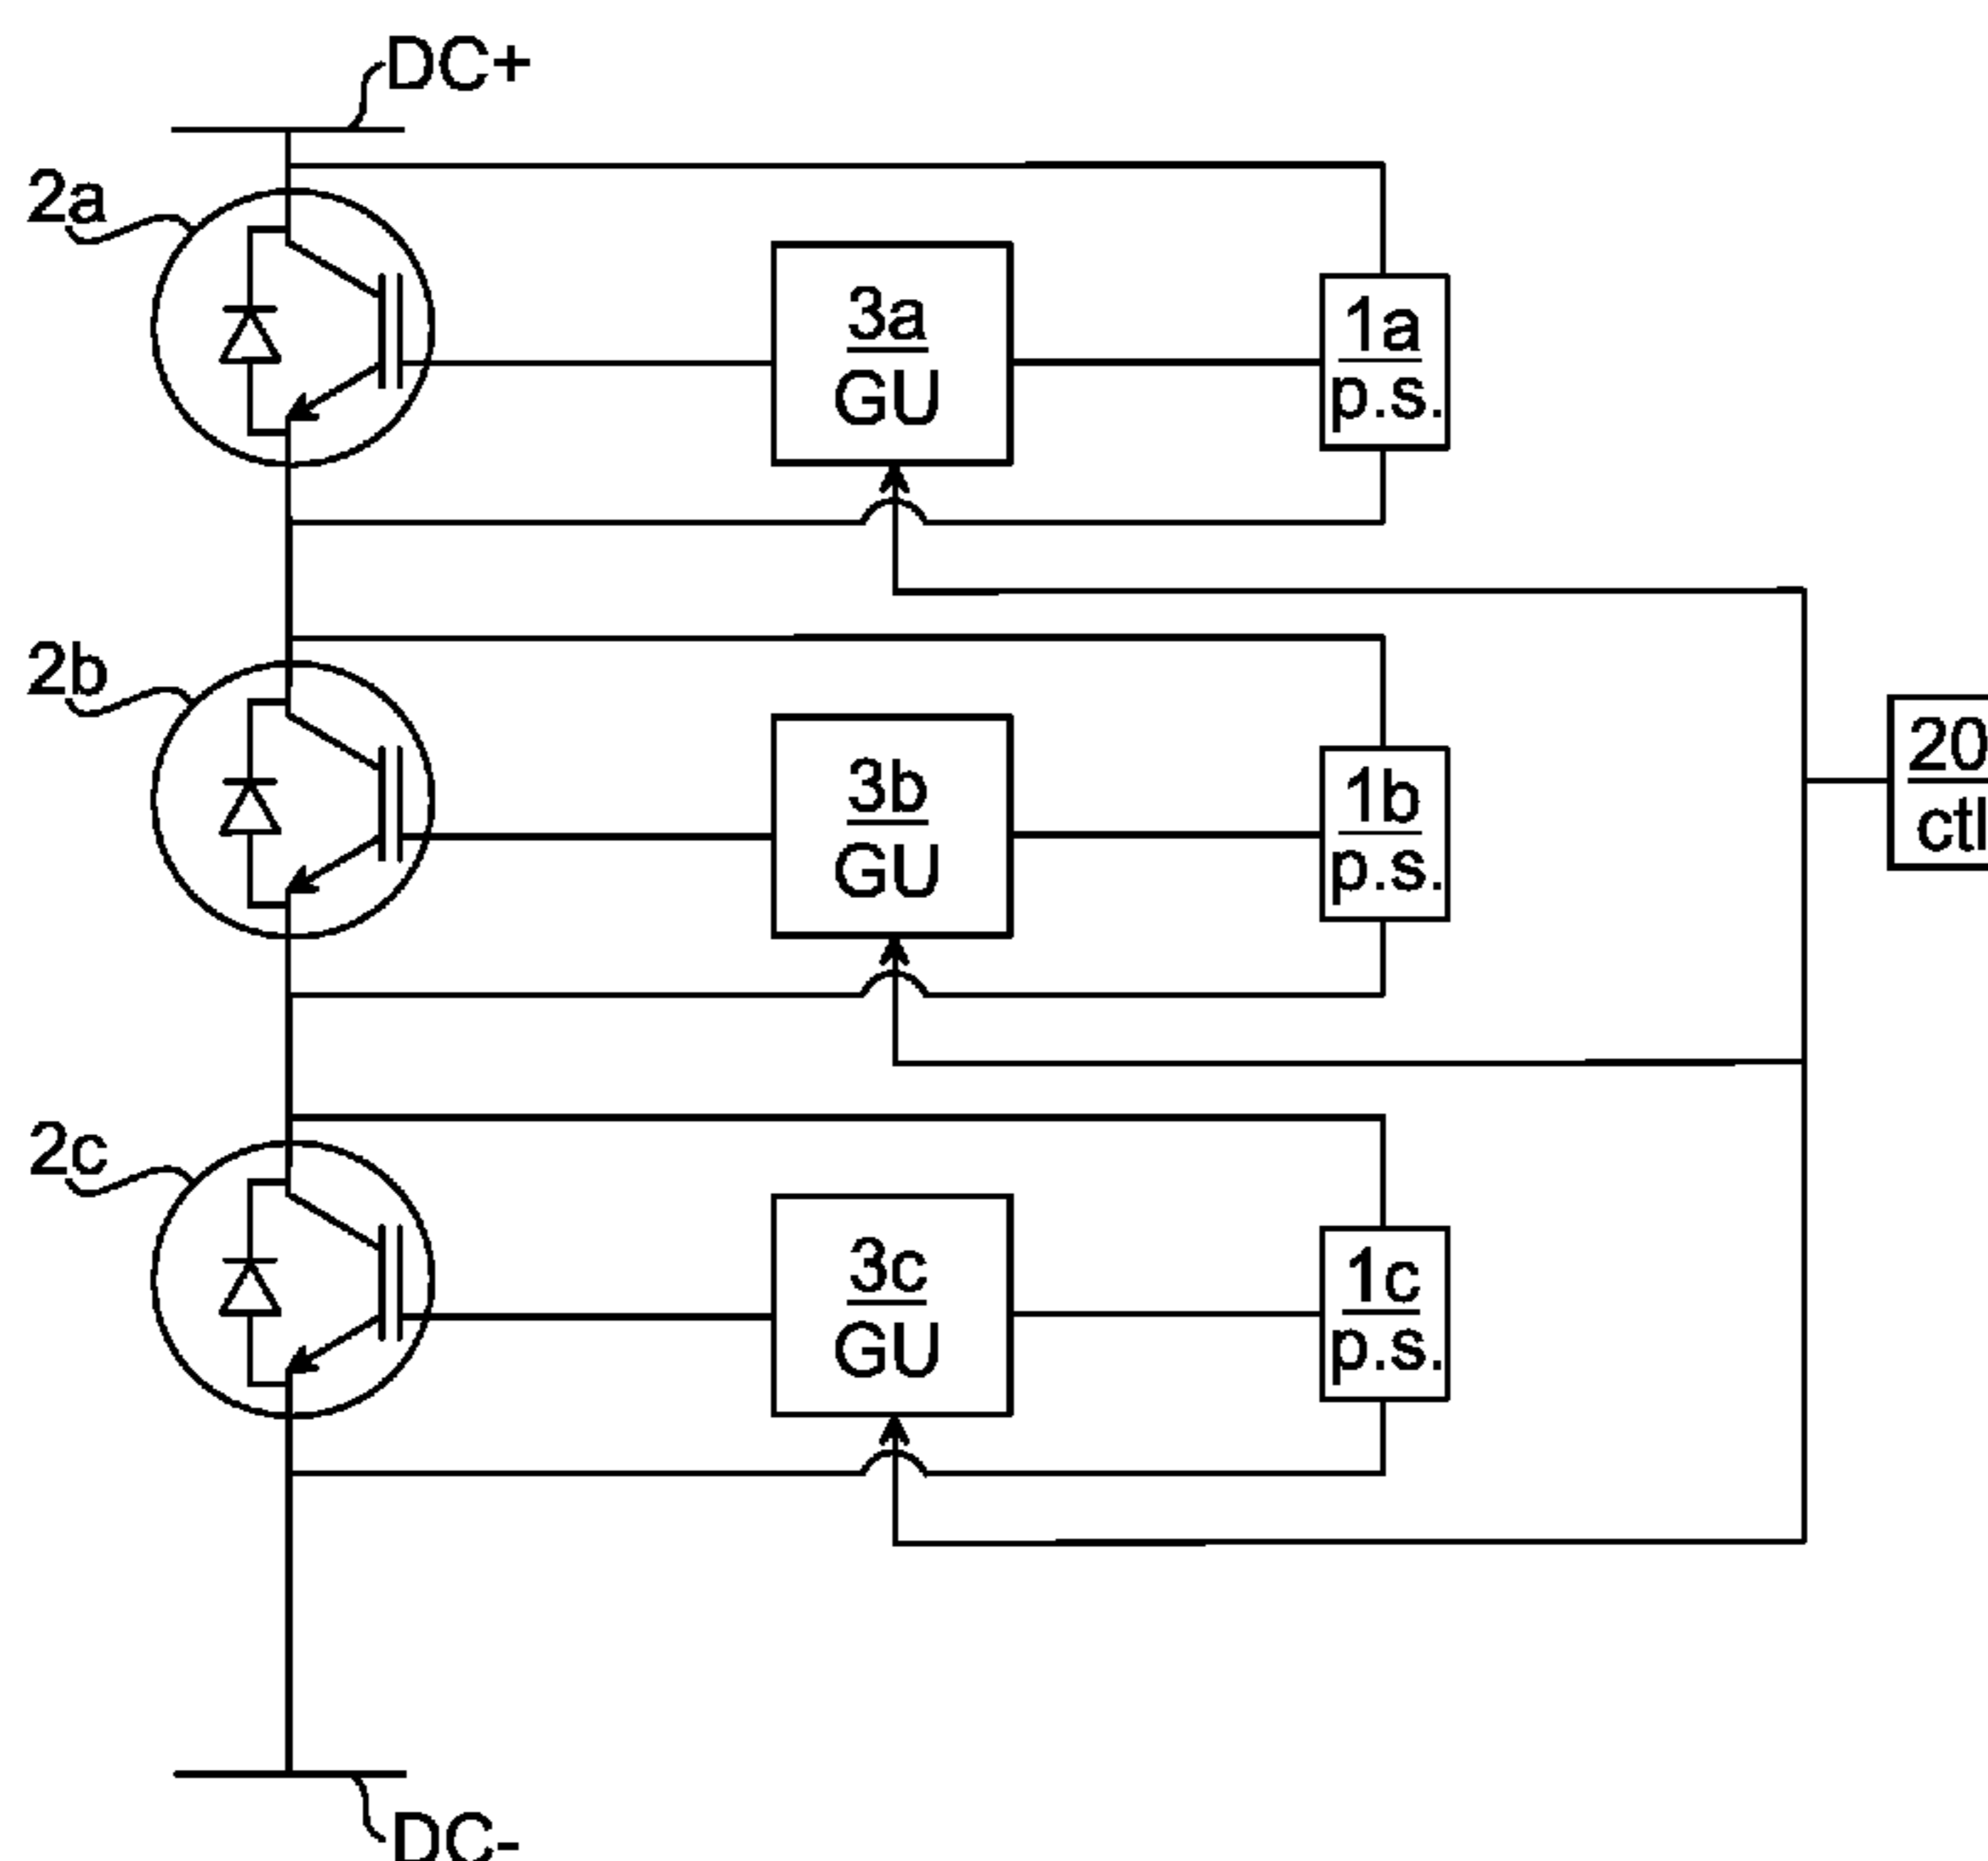 DC+
2a
3a
GU
1a
p.s.
2b
3b
GU
1b
p.s.
20
ctl
2c
3c
GU
1c
p.s.
DC-